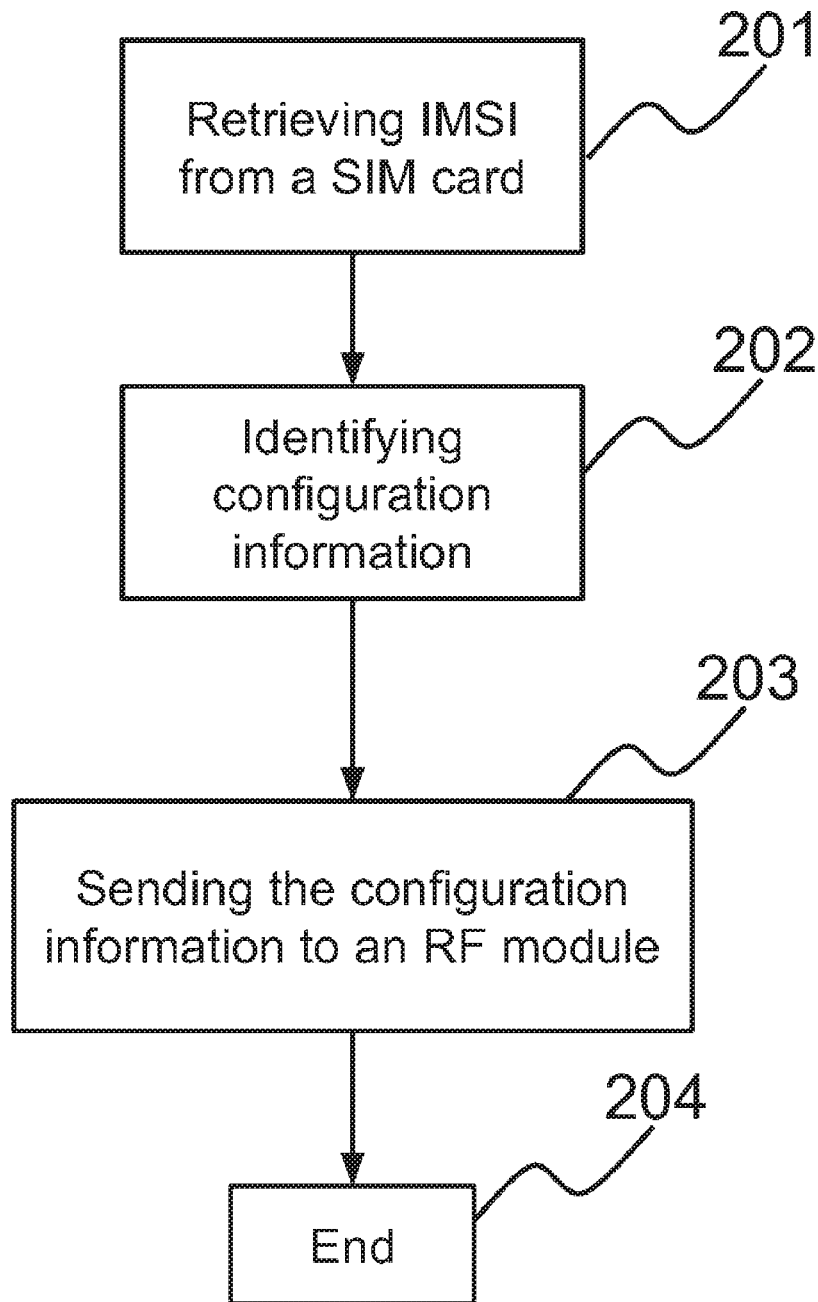 201
Retrieving IMSI
from a SIM card
202
Identifying
configuration
information
203
Sending the configuration
information to an RF module
204
End